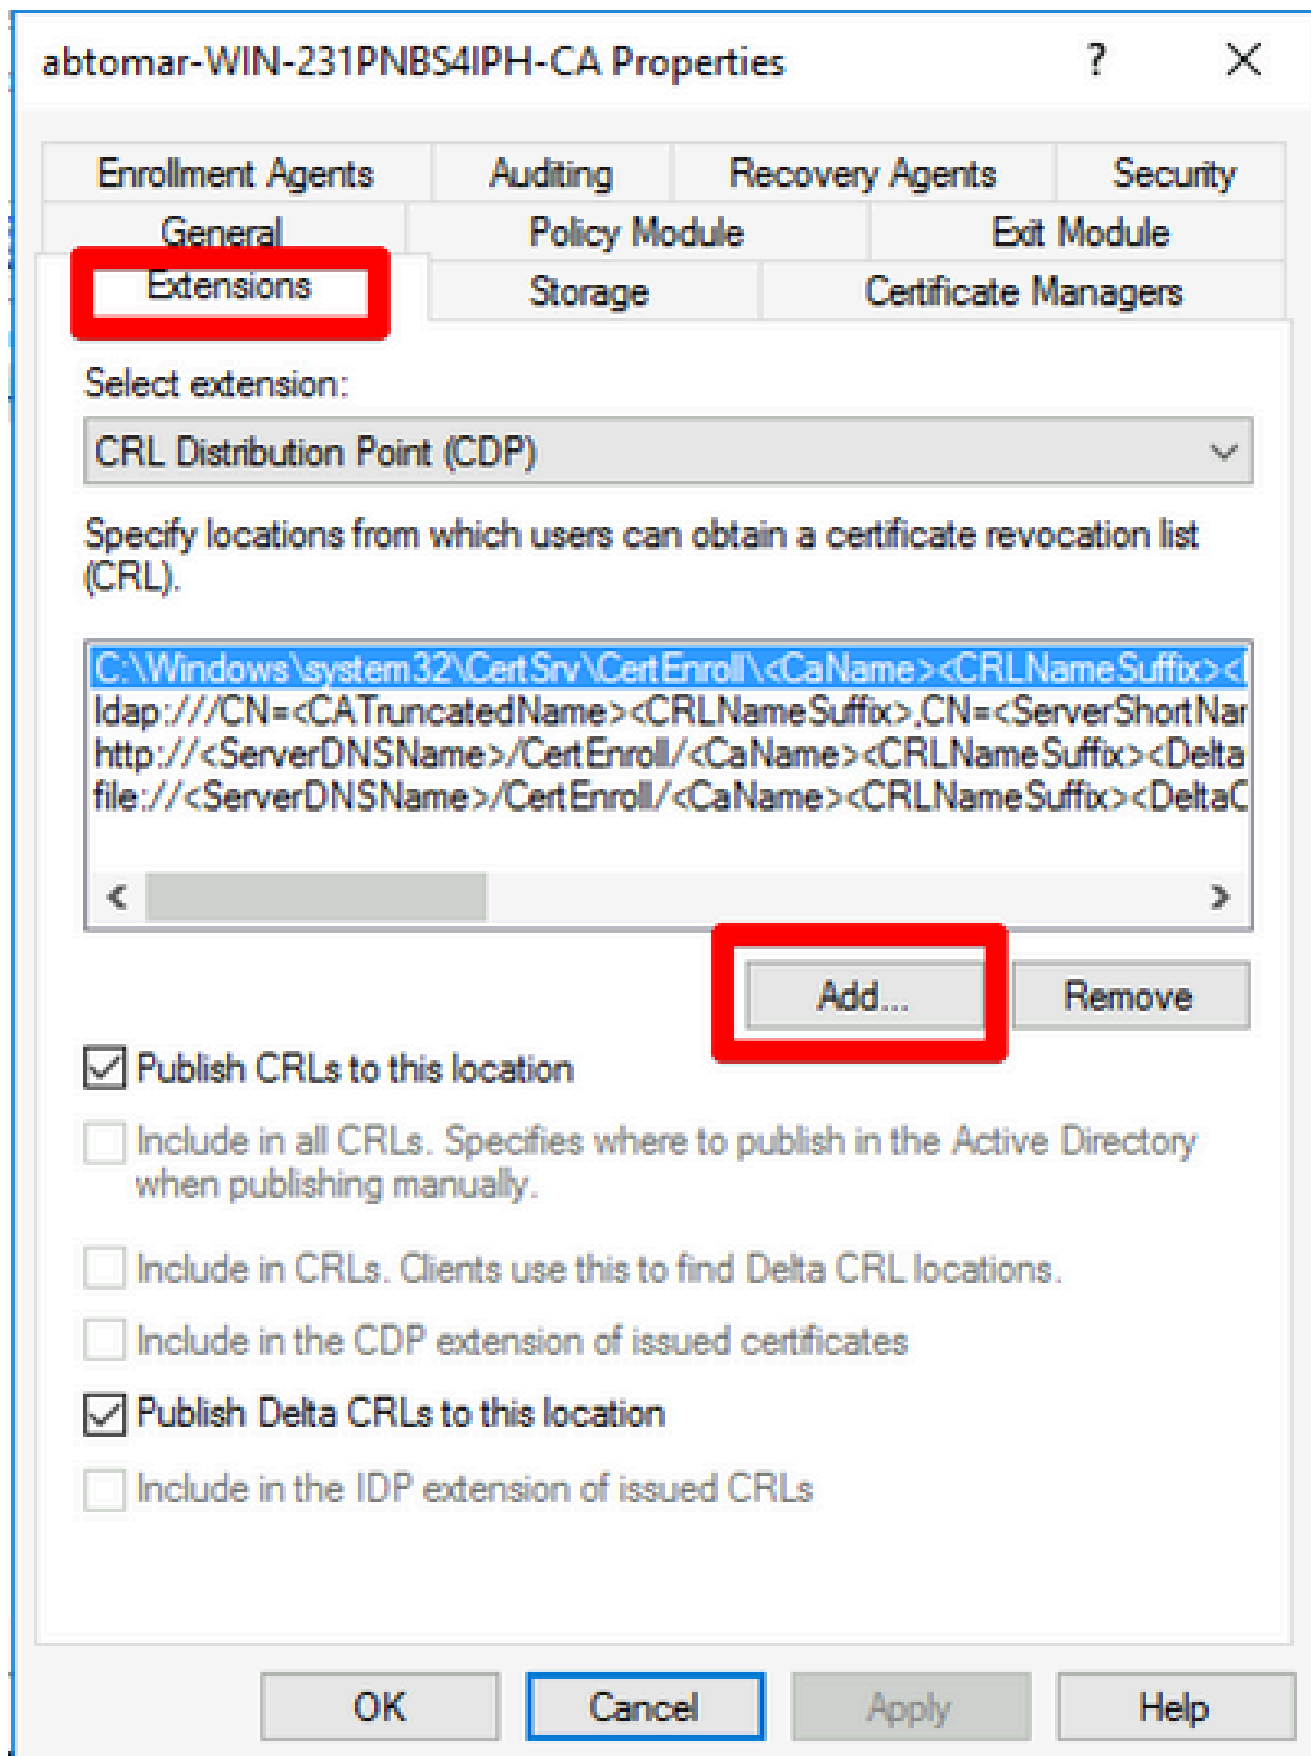 abtomar-WIN-231PNBS4IPH-CA Properties ? ×
Enrollment Agents Auditing Recovery Agents Security
General Policy Module Exit Module
Extensions Storage Certificate Managers
Select extension:
CRL Distribution Point (CDP)
Specify locations from which users can obtain a certificate revocation list
(CRL).
C:\Windows\system32\CertSrv\CertEnroll\<CaName><CRLNameSuffix><
ldap:///CN=<CATruncatedName><CRLNameSuffix>,CN=<ServerShortNar
http://<ServerDNSName>/CertEnroll/<CaName><CRLNameSuffix><Delta
file://<ServerDNSName>/CertEnroll/<CaName><CRLNameSuffix><DeltaC
Add... Remove
Publish CRLs to this location
Include in all CRLs. Specifies where to publish in the Active Directory
when publishing manually.
Include in CRLs. Clients use this to find Delta CRL locations.
Include in the CDP extension of issued certificates
Publish Delta CRLs to this location
Include in the IDP extension of issued CRLs
OK Cancel Apply Help